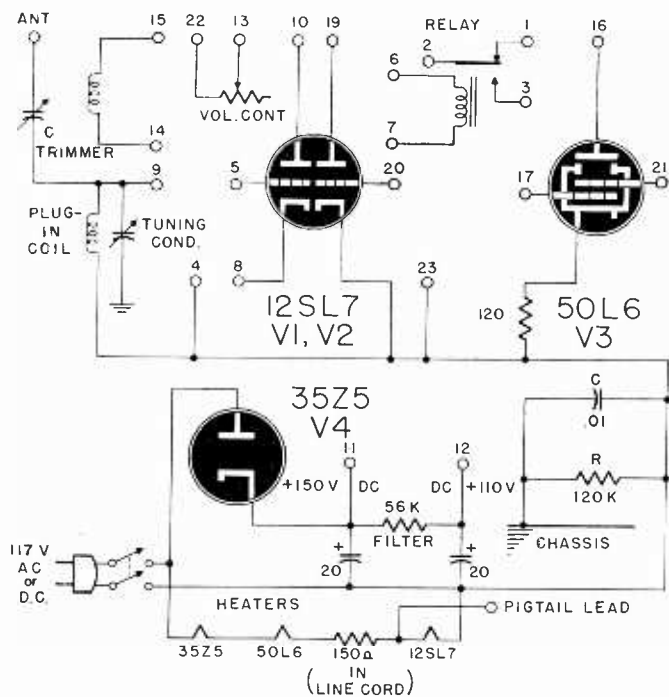 ANT
15
22
13
10
19
RELAY
1
16
2
6
3
C
TRIMMER
VOL. CONT
14
7
9
5
20
17
21
PLUG-
IN
COIL
TUNING
COND.
4
8
23
12SL7
V1, V2
120
50L6
V3
35Z5
V4
C
.01
11
12
+150V
DC
DC
+110V
R
120K
56K
FILTER
CHASSIS
117 V
A C
or
D.C.
+
20
+
20
HEATERS
PIGTAIL LEAD
35Z5
50L6
150Ω
12SL7
(IN
LINE CORD)